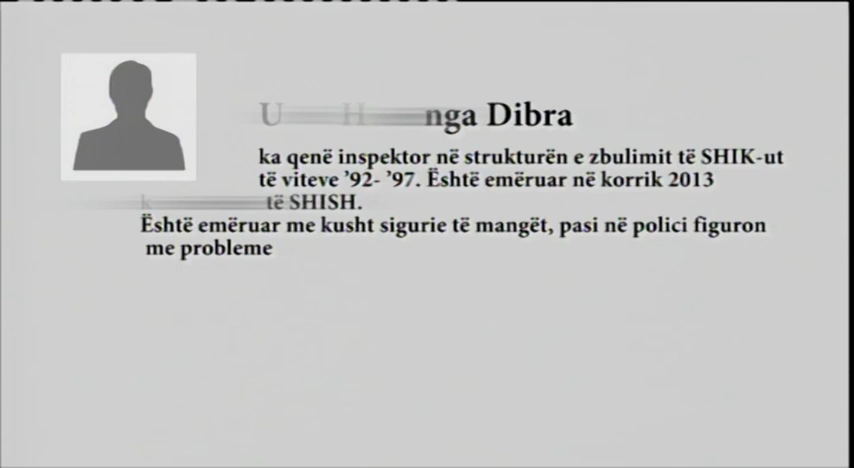 nga Dibra
ka qenë inspektor në strukturën e zbulimit të SHIK-ut
të viteve ’92- ’97. Është emëruar në korrik 2013
të SHISH.
Është emëruar me kusht sigurie të mangët, pasi në polici figuron
me probleme